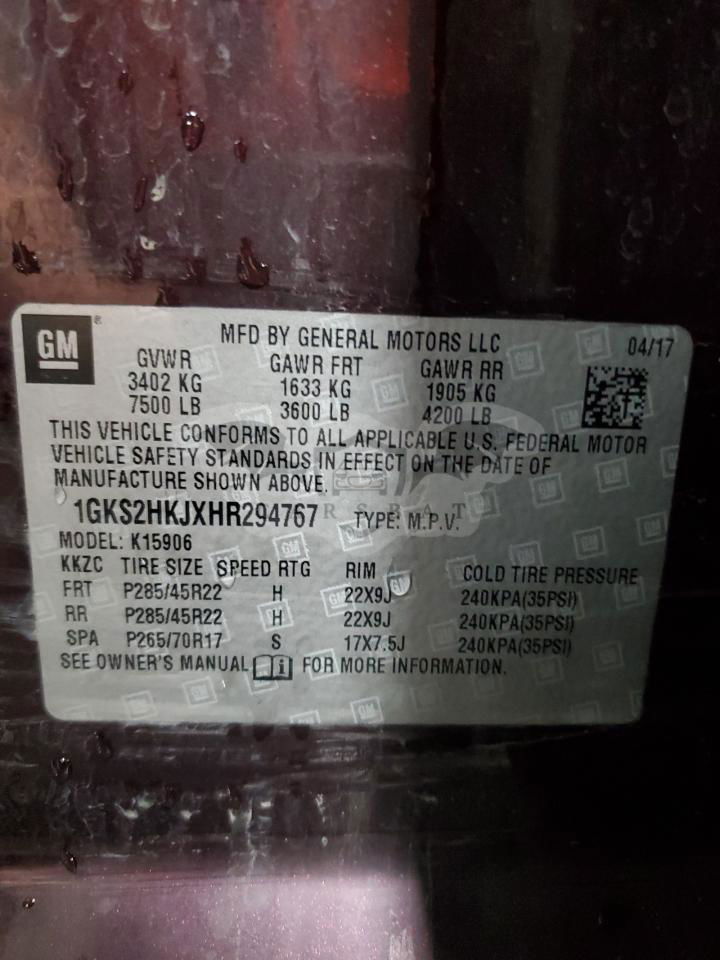 GM
MFD BY GENERAL MOTORS LLC 04/17
GVWR GAWR FRT GAWR RR
3402 KG 1633 KG 1905 KG
7500 LB 3600 LB 4200 LB
THIS VEHICLE CONFORMS TO ALL APPLICABLE U.S. FEDERAL MOTOR
VEHICLE SAFETY STANDARDS IN EFFECT ON THE DATE OF
MANUFACTURE SHOWN ABOVE.
1GKS2HKJXHR294767 TYPE: M.P.V.
MODEL: K15906
KKZC TIRE SIZE SPEED RTG RIM COLD TIRE PRESSURE
FRT P285/45R22 H 22X9J 240KPA(35PSI)
RR P285/45R22 H 22X9J 240KPA(35PSI)
SPA P265/70R17 S 17X7.5J 240KPA(35PSI)
SEE OWNER'S MANUAL FOR MORE INFORMATION.